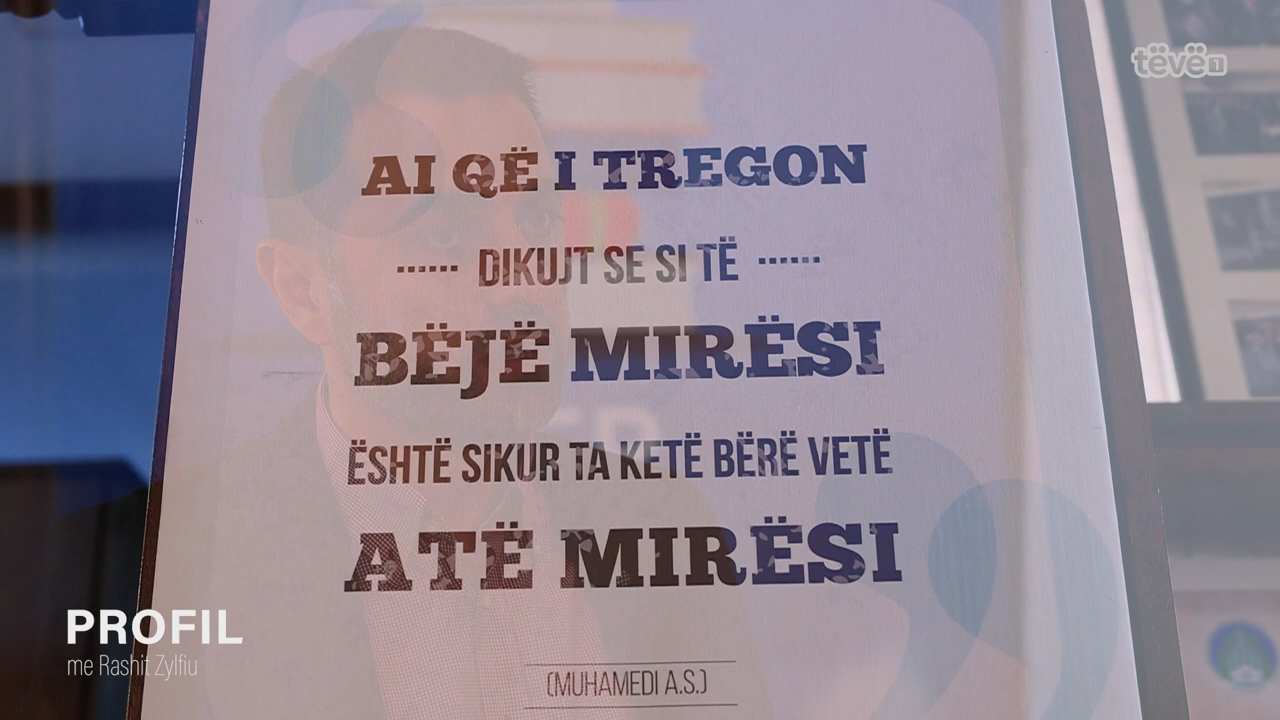 tëvë1
AI QË I TREGON
DIKUJT SE SI TË
BËJË MIRËSI
ËSHTË SIKUR TA KETË BËRË VETË
ATË MIRËSI
(MUHAMEDI A.S.)
PROFIL
me Rashit Zylfiu